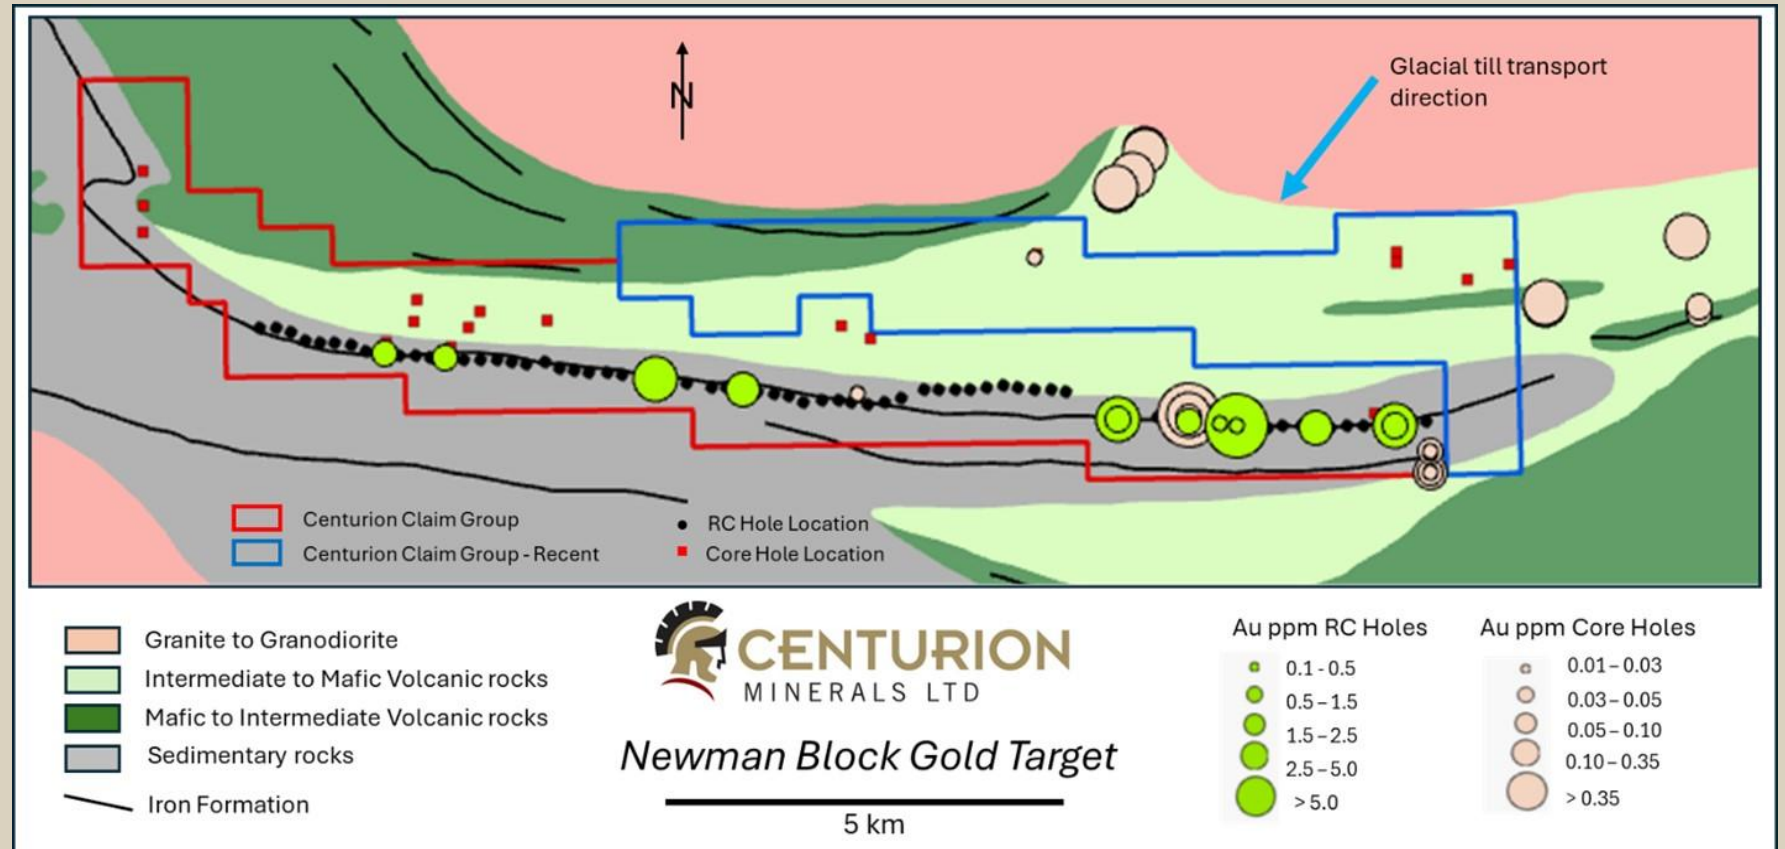 Glacial till transport
direction
N
Centurion Claim Group
Centurion Claim Group - Recent
RC Hole Location
Core Hole Location
Granite to Granodiorite
Intermediate to Mafic Volcanic rocks
Mafic to Intermediate Volcanic rocks
Sedimentary rocks
Iron Formation
CENTURION
MINERALS LTD
Newman Block Gold Target
5 km
Au ppm RC Holes
0.1 - 0.5
0.5 – 1.5
1.5 – 2.5
2.5 – 5.0
> 5.0
Au ppm Core Holes
0.01 – 0.03
0.03 – 0.05
0.05 – 0.10
0.10 – 0.35
> 0.35